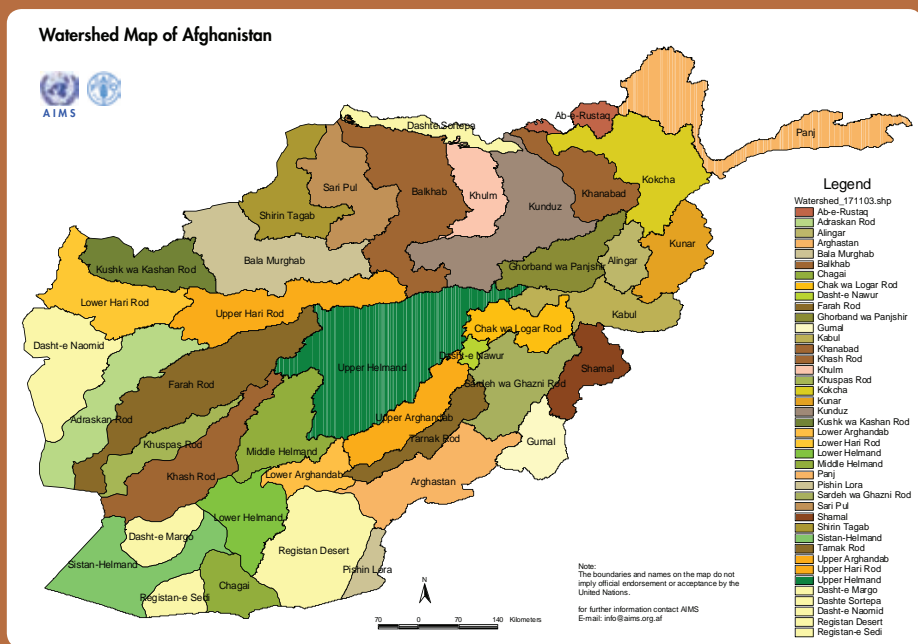 Watershed Map of Afghanistan
AIMS
Dashte Sortepa
Ab-e-Rustaq
Panj
Sari Pul
Balkhab
Khulm
Kunduz
Khanabad
Kokcha
Shirin Tagab
Bala Murghab
Kushk wa Kashan Rod
Ghorband wa Panjshir
Alingar
Kunar
Lower Hari Rod
Upper Hari Rod
Kabul
Chak wa Logar Rod
Dasht-e Naomid
Dasht-e Nawur
Upper Helmand
Shamal
Farah Rod
Sardeh wa Ghazni Rod
Adraskan Rod
Upper Arghandab
Khuspas Rod
Tarnak Rod
Gumal
Middle Helmand
Khash Rod
Lower Arghandab
Arghastan
Lower Helmand
Dasht-e Margo
Registan Desert
Sistan-Helmand
Pishin Lora
Chagai
Registan-e Sedi
Legend
Watershed_171103.shp
Ab-e-Rustaq
Adraskan Rod
Alingar
Arghastan
Bala Murghab
Balkhab
Chagai
Chak wa Logar Rod
Dasht-e Nawur
Farah Rod
Ghorband wa Panjshir
Gumal
Kabul
Khanabad
Khash Rod
Khulm
Khuspas Rod
Kokcha
Kunar
Kunduz
Kushk wa Kashan Rod
Lower Arghandab
Lower Hari Rod
Lower Helmand
Middle Helmand
Panj
Pishin Lora
Sardeh wa Ghazni Rod
Sari Pul
Shamal
Shirin Tagab
Sistan-Helmand
Tarnak Rod
Upper Arghandab
Upper Hari Rod
Upper Helmand
Dasht-e Margo
Dashte Sortepa
Dasht-e Naomid
Registan Desert
Registan-e Sedi
Note:
The boundaries and names on the map do not
imply official endorsement or acceptance by the
United Nations.
for further information contact AIMS
E-mail: info@aims.org.af
N
70 0 70 140 Kilometers